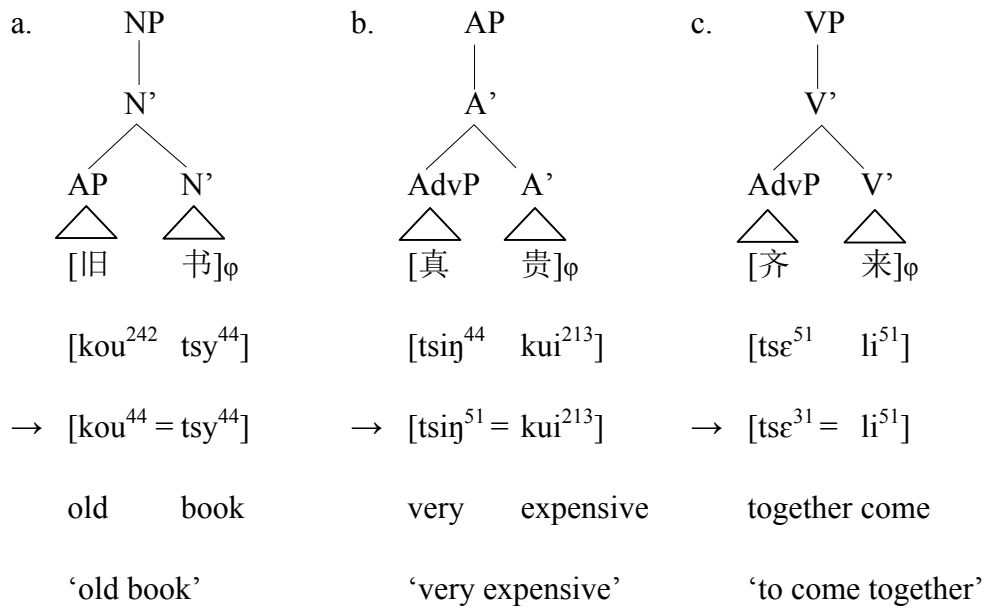 a. NP b. AP c. VP
N’ A’ V’
AP N’ AdvP A’ AdvP V’
[旧 书]φ [真 贵]φ [齐 来]φ
[kou²⁴² tsy⁴⁴] [tsiŋ⁴⁴ kui²¹³] [tsɛ⁵¹ li⁵¹]
→ [kou⁴⁴ = tsy⁴⁴] → [tsiŋ⁵¹ = kui²¹³] → [tsɛ³¹ = li⁵¹]
old book very expensive together come
‘old book’ ‘very expensive’ ‘to come together’